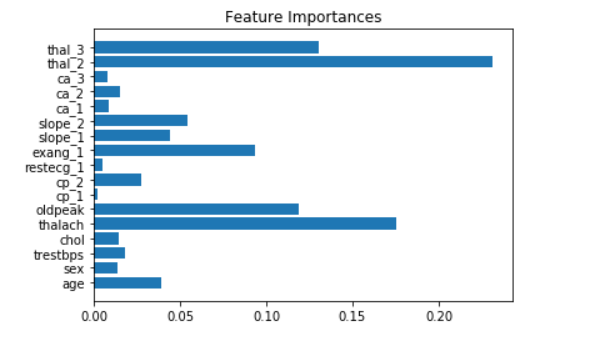 Feature Importances
thal_3
thal_2
ca_3
ca_2
ca_1
slope_2
slope_1
exang_1
restecg_1
cp_2
cp_1
oldpeak
thalach
chol
trestbps
sex
age
0.00 0.05 0.10 0.15 0.20